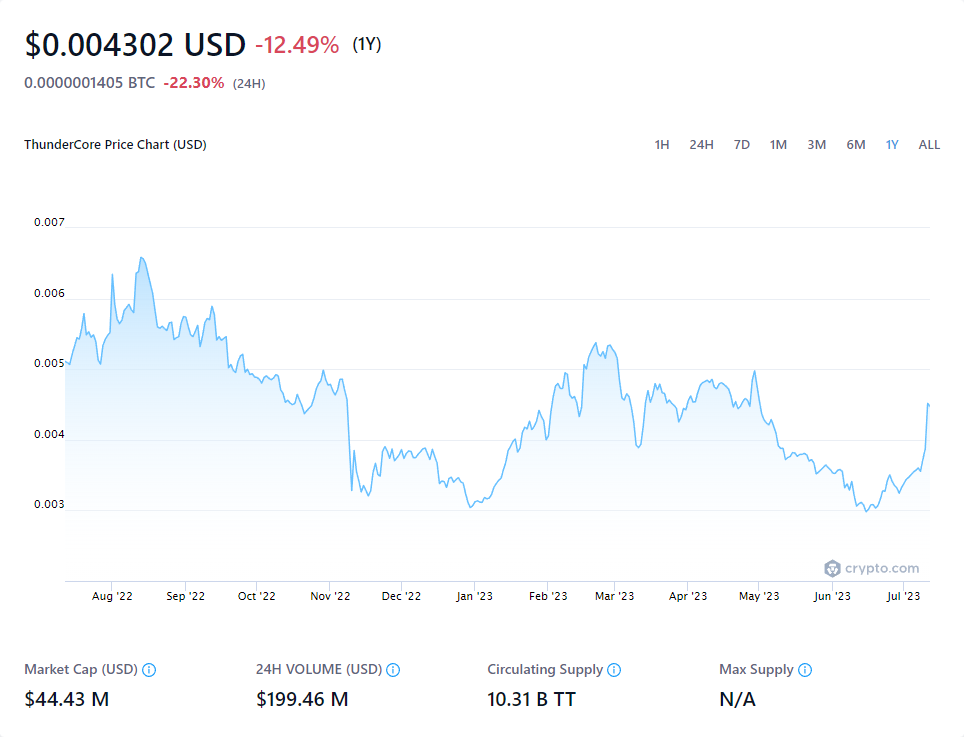 $0.004302 USD -12.49% (1Y)
0.0000001405 BTC -22.30% (24H)
ThunderCore Price Chart (USD)
1H 24H 7D 1M 3M 6M 1Y ALL
0.007
0.006
0.005
0.004
0.003
crypto.com
Aug '22 Sep '22 Oct '22 Nov '22 Dec '22 Jan '23 Feb '23 Mar '23 Apr '23 May '23 Jun '23 Jul '23
Market Cap (USD) 24H VOLUME (USD) Circulating Supply Max Supply
$44.43 M $199.46 M 10.31 B TT N/A